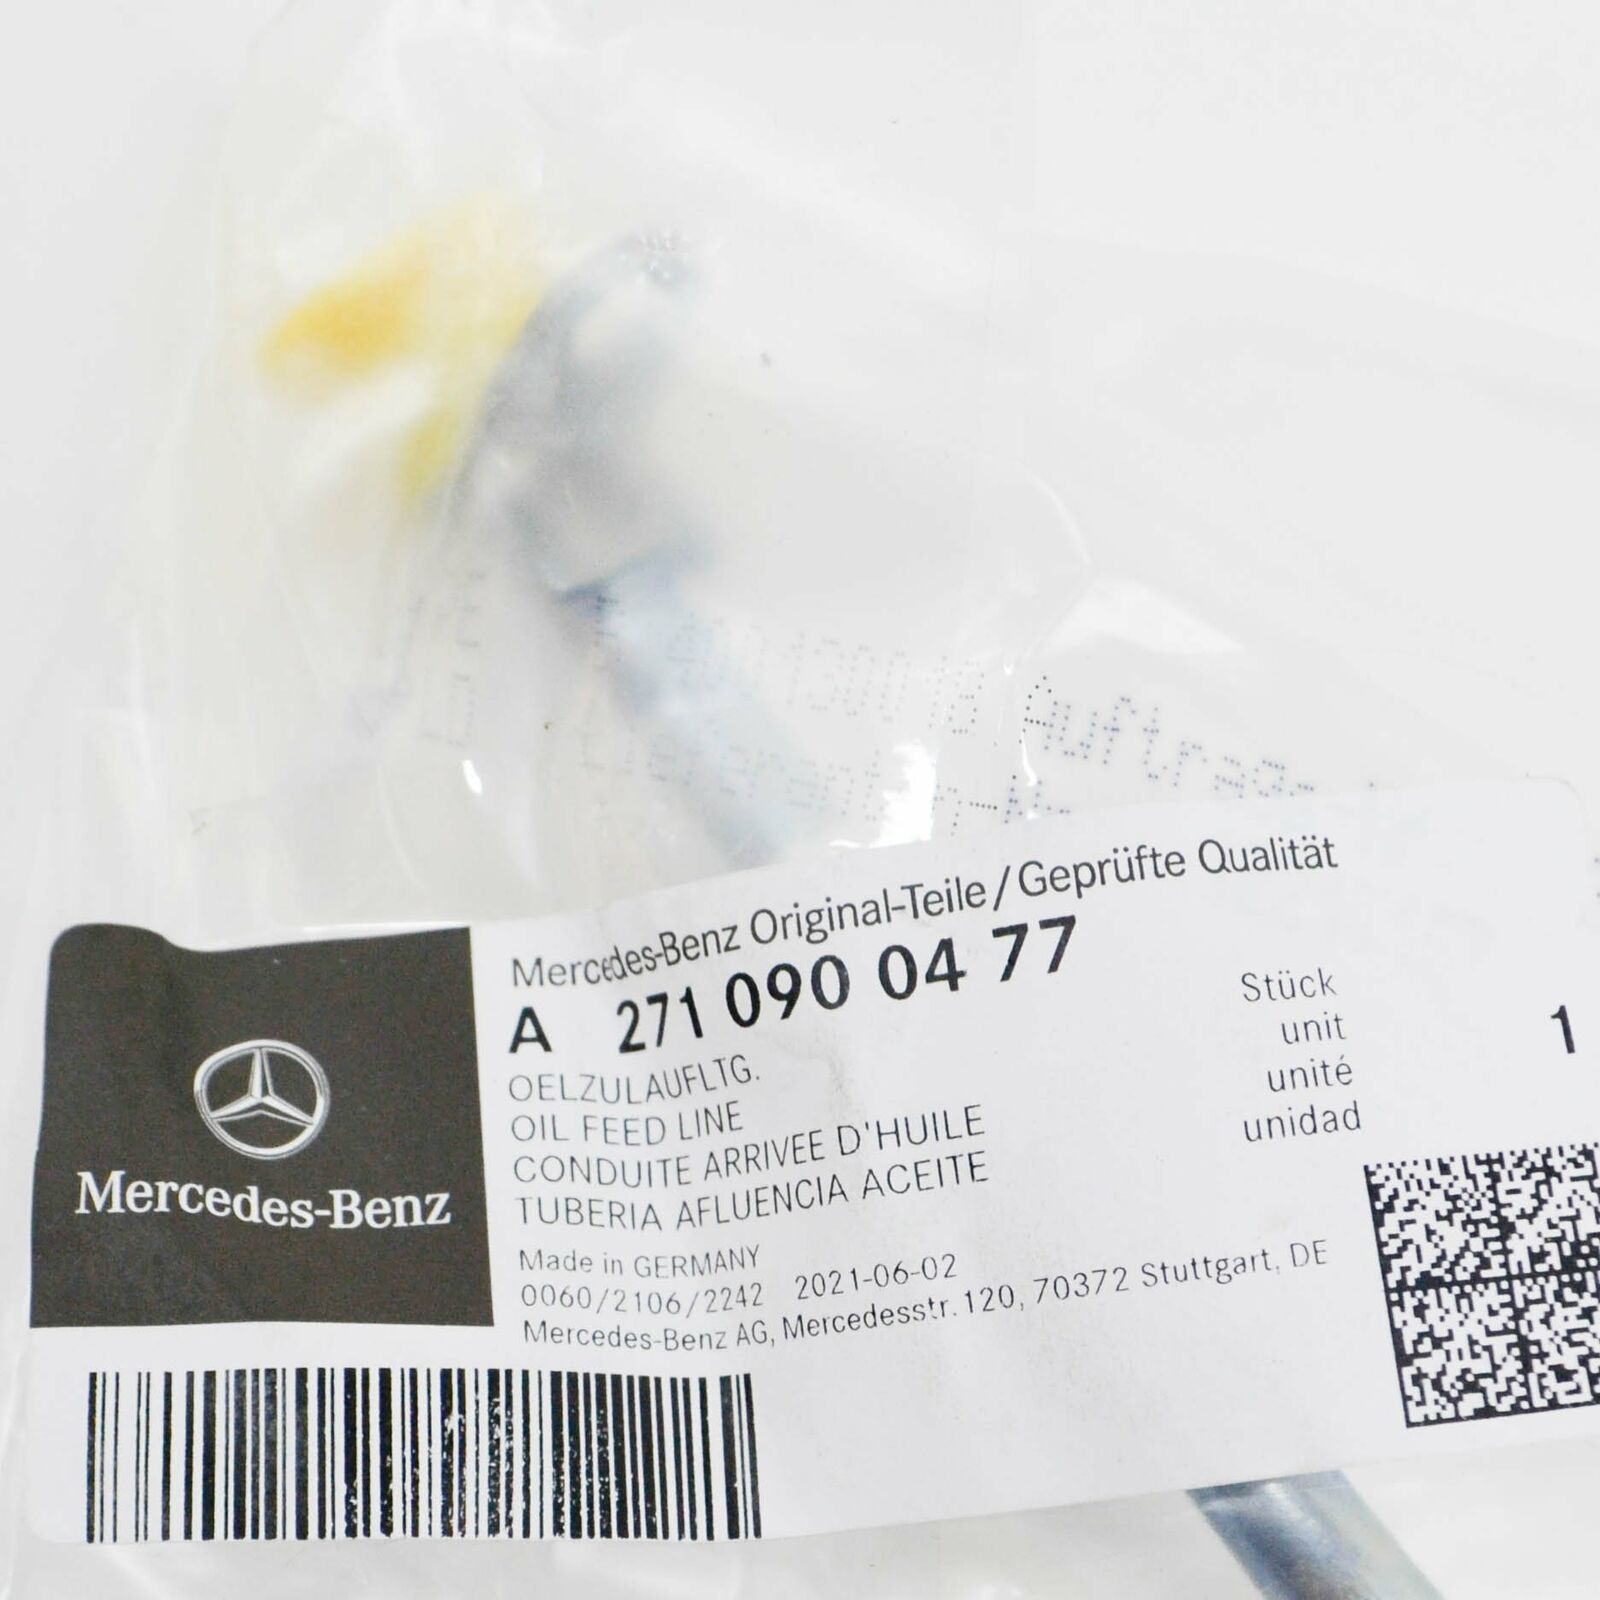 Auftrags-
Mercedes-Benz Original-Teile/Geprüfte Qualität
A 271 090 04 77
OELZULAUFLTG.
OIL FEED LINE
CONDUITE ARRIVEE D'HUILE
TUBERIA AFLUENCIA ACEITE
Stück
unit
unité
unidad
1
Made in GERMANY
0060/2106/2242 2021-06-02
Mercedes-Benz AG, Mercedesstr. 120, 70372 Stuttgart, DE
Mercedes-Benz